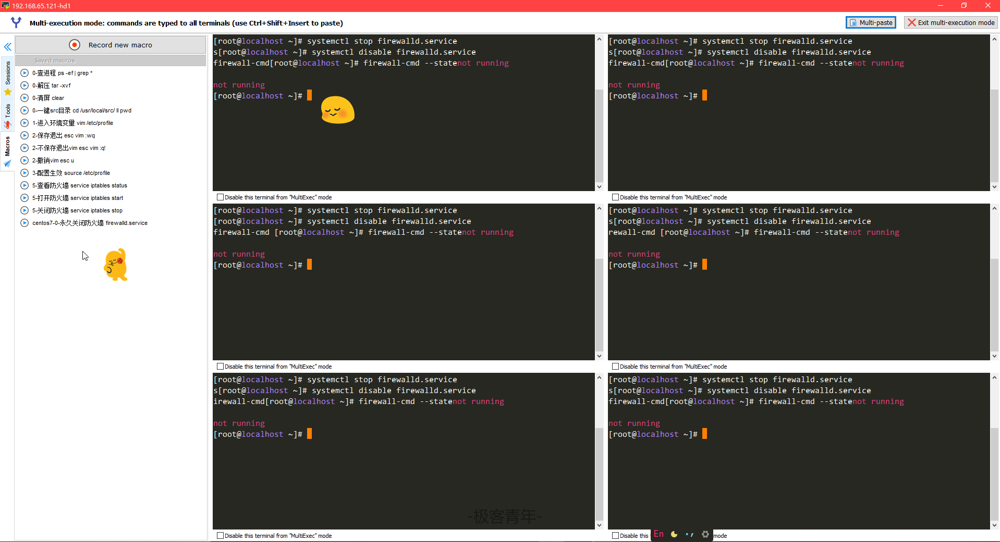 192.168.65.121-hd1
Multi-execution mode: commands are typed to all terminals (use Ctrl+Shift+Insert to paste)
Multi-paste
Exit multi-execution mode
Record new macro
Saved macros
Sessions
Tools
Macros
0-查进程 ps -ef | grep *
0-解压 tar -xvf
0-清屏 clear
0-一键src目录 cd /usr/local/src/ ll pwd
1-进入环境变量 vim /etc/profile
2-保存退出 esc vim :wq
2-不保存退出vim esc vim :q!
2-撤销vim esc u
3-配置生效 source /etc/profile
5-查看防火墙 service iptables status
5-打开防火墙 service iptables start
5-关闭防火墙 service iptables stop
centos7-0-永久关闭防火墙 firewalld.service
[root@localhost ~]# systemctl stop firewalld.service
s[root@localhost ~]# systemctl disable firewalld.service
firewall-cmd[root@localhost ~]# firewall-cmd --statenot running
not running
[root@localhost ~]#
Disable this terminal from "MultiExec" mode
[root@localhost ~]# systemctl stop firewalld.service
s[root@localhost ~]# systemctl disable firewalld.service
firewall-cmd[root@localhost ~]# firewall-cmd --statenot running
not running
[root@localhost ~]#
Disable this terminal from "MultiExec" mode
[root@localhost ~]# systemctl stop firewalld.service
[root@localhost ~]# systemctl disable firewalld.service
firewall-cmd [root@localhost ~]# firewall-cmd --statenot running
not running
[root@localhost ~]#
Disable this terminal from "MultiExec" mode
[root@localhost ~]# systemctl stop firewalld.service
s[root@localhost ~]# systemctl disable firewalld.service
rewall-cmd [root@localhost ~]# firewall-cmd --statenot running
not running
[root@localhost ~]#
Disable this terminal from "MultiExec" mode
[root@localhost ~]# systemctl stop firewalld.service
s[root@localhost ~]# systemctl disable firewalld.service
irewall-cmd[root@localhost ~]# firewall-cmd --statenot running
not running
[root@localhost ~]#
Disable this terminal from "MultiExec" mode
[root@localhost ~]# systemctl stop firewalld.service
s[root@localhost ~]# systemctl disable firewalld.service
firewall-cmd[root@localhost ~]# firewall-cmd --statenot running
not running
[root@localhost ~]#
Disable this mode
-极客青年-
En